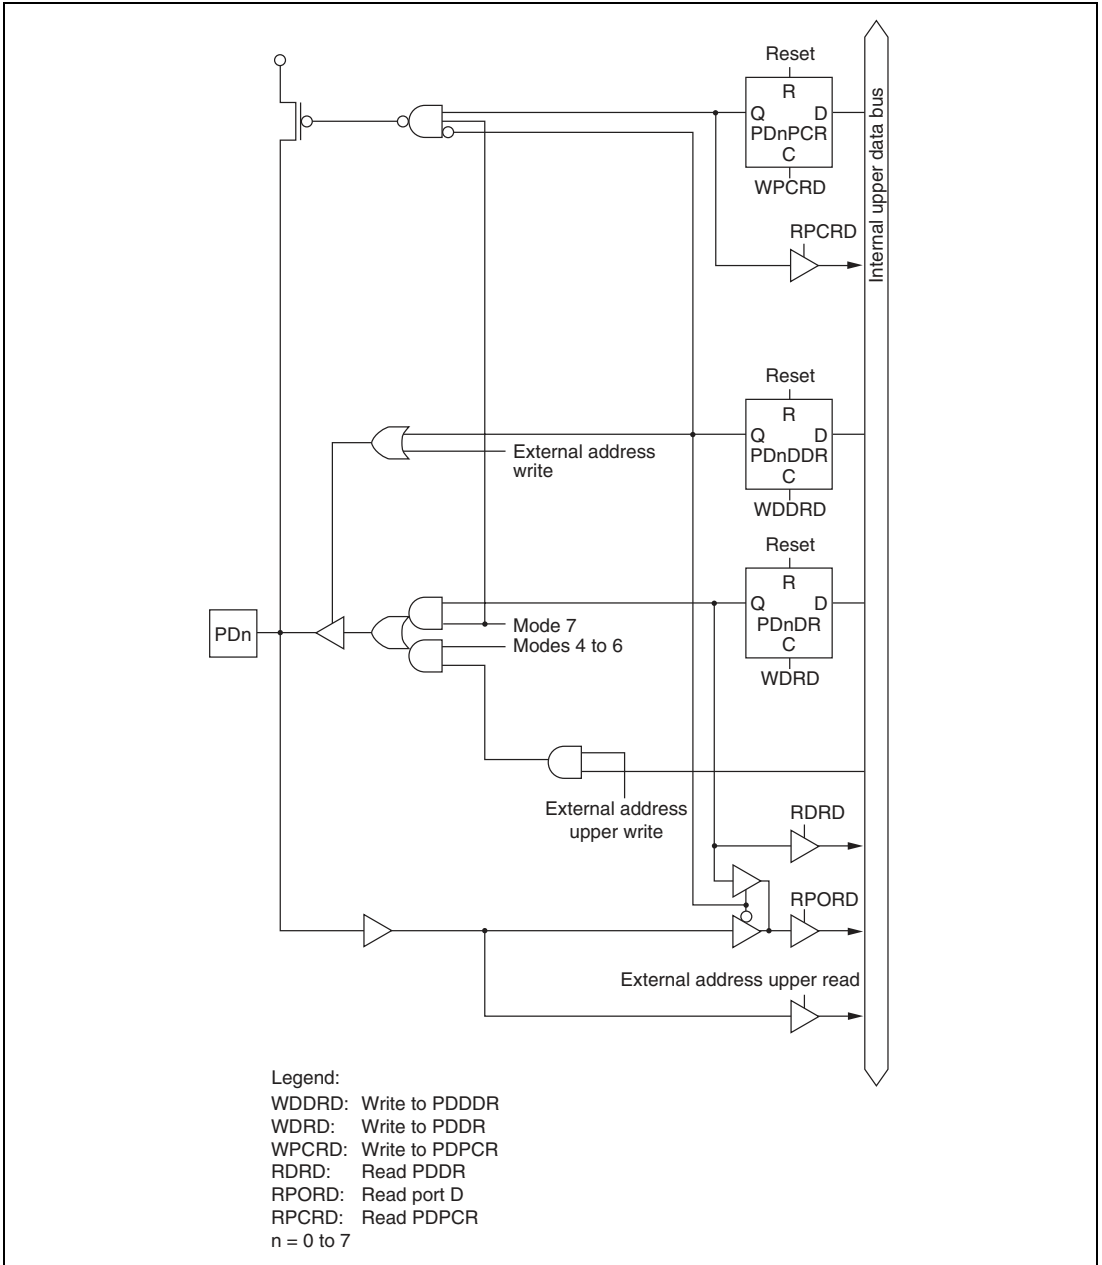 Reset
R
Q D
PDnPCR
C
WPCRD
Internal upper data bus
RPCRD
Reset
R
Q D
PDnDDR
C
WDDRD
External address
write
Reset
R
Q D
PDnDR
C
WDRD
PDn
Mode 7
Modes 4 to 6
External address
upper write
RDRD
RPORD
External address upper read
Legend:
WDDRD: Write to PDDDR
WDRD: Write to PDDR
WPCRD: Write to PDPCR
RDRD: Read PDDR
RPORD: Read port D
RPCRD: Read PDPCR
n = 0 to 7